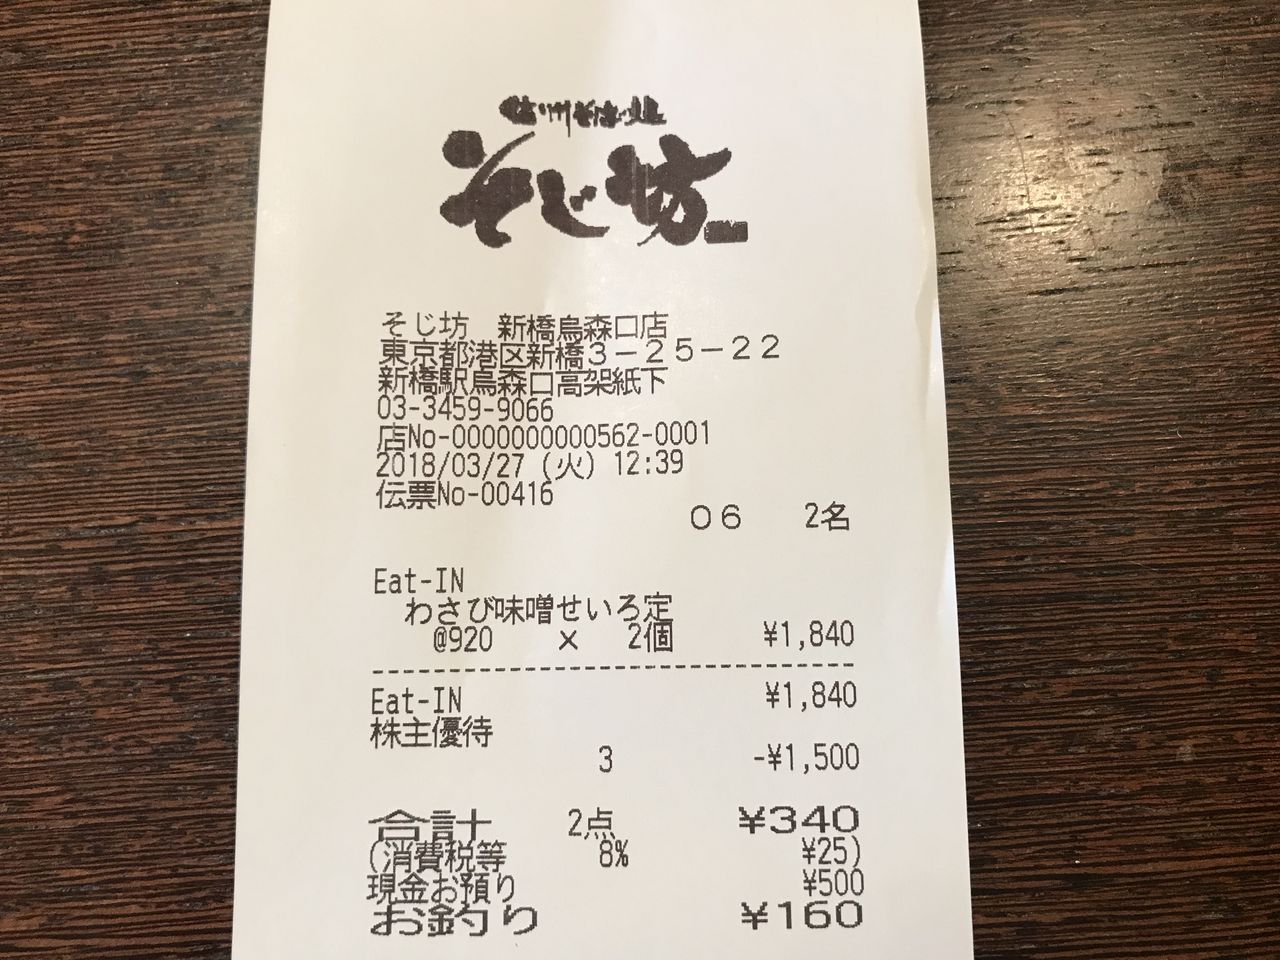 信州そば処
そじ坊
そじ坊　新橋烏森口店
東京都港区新橋３－２５－２２
新橋駅烏森口高架紙下
03-3459-9066
店No-0000000000562-0001
2018/03/27 (火) 12:39
伝票No-00416
０６　2名
Eat-IN
わさび味噌せいろ定
@920　×　2個　¥1,840
Eat-IN　¥1,840
株主優待
3　-¥1,500
合計　2点　¥340
(消費税等　8%　¥25)
現金お預り　¥500
お釣り　¥160